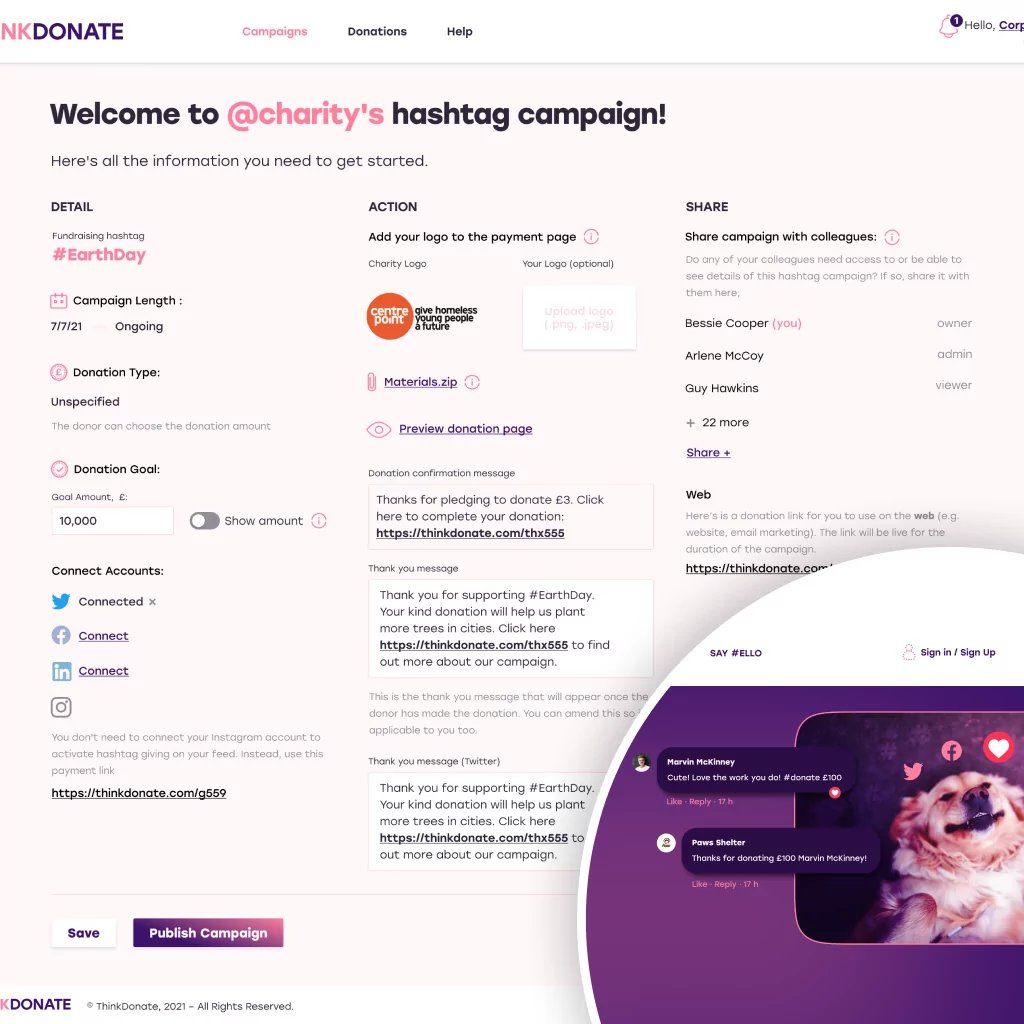 NKDONATE
Campaigns
Donations
Help
1
Hello, Corp
Welcome to @charity's hashtag campaign!
Here's all the information you need to get started.
DETAIL
Fundraising hashtag
#EarthDay
Campaign Length :
7/7/21 — Ongoing
£ Donation Type:
Unspecified
The donor can choose the donation amount
Donation Goal:
Goal Amount, £:
10,000
Show amount i
Connect Accounts:
Connected ×
Connect
in Connect
You don't need to connect your Instagram account to
activate hashtag giving on your feed. Instead, use this
payment link
https://thinkdonate.com/g559
ACTION
Add your logo to the payment page i
Charity Logo
Your Logo (optional)
centre
point
give homeless
young people
a future
Upload logo
(.png, .jpeg)
Materials.zip i
Preview donation page
Donation confirmation message
Thanks for pledging to donate £3. Click
here to complete your donation:
https://thinkdonate.com/thx555
Thank you message
Thank you for supporting #EarthDay.
Your kind donation will help us plant
more trees in cities. Click here
https://thinkdonate.com/thx555 to find
out more about our campaign.
This is the thank you message that will appear once the
donor has made the donation. You can amend this so
applicable to you too.
Thank you message (Twitter)
Thank you for supporting #EarthDay.
Your kind donation will help us plant
more trees in cities. Click here
https://thinkdonate.com/thx555 to
out more about our campaign.
SHARE
Share campaign with colleagues: i
Do any of your colleagues need access to or be able to
see details of this hashtag campaign? If so, share it with
them here;
Bessie Cooper (you) owner
Arlene McCoy admin
Guy Hawkins viewer
+ 22 more
Share +
Web
Here's is a donation link for you to use on the web (e.g.
website, email marketing). The link will be live for the
duration of the campaign.
https://thinkdonate.com/
SAY #ELLO
Sign in / Sign Up
Marvin McKinney
Cute! Love the work you do! #donate £100
Like · Reply · 17 h
Paws Shelter
Thanks for donating £100 Marvin McKinney!
Like · Reply · 17 h
Save
Publish Campaign
KDONATE
© ThinkDonate, 2021 – All Rights Reserved.